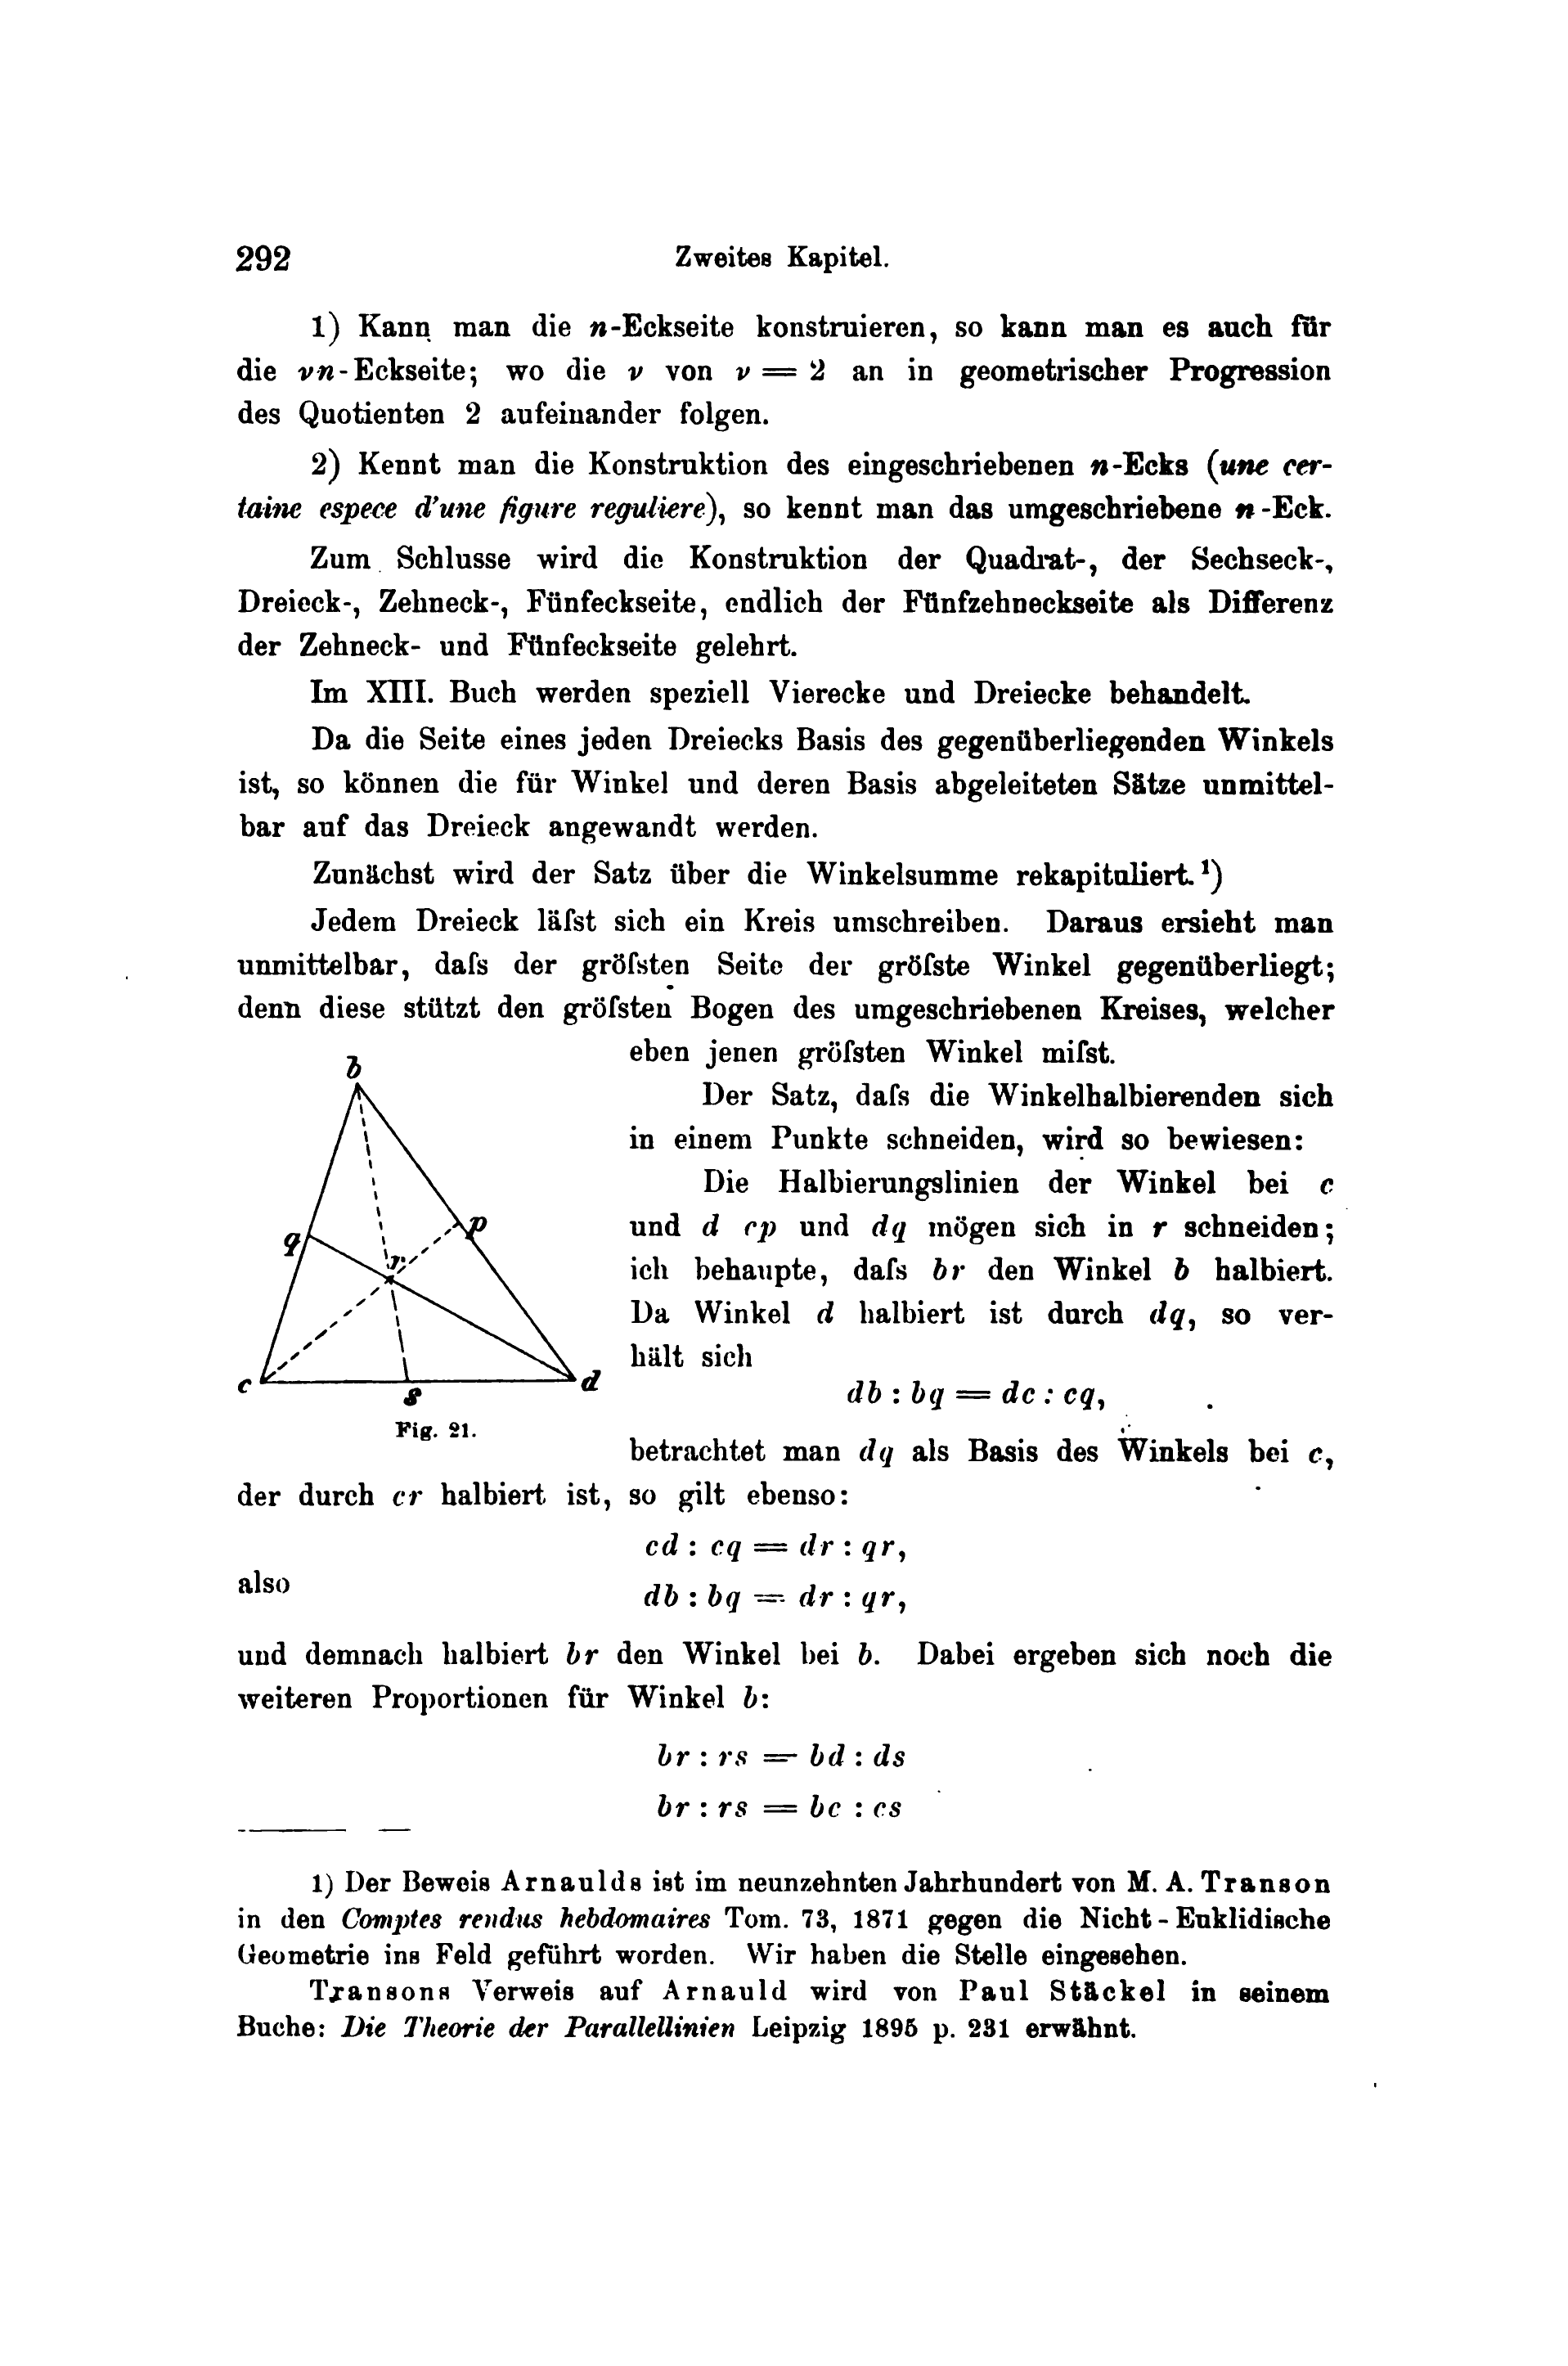 292 Zweites Kapitel.
1) Kann man die n-Eckseite konstruieren, so kann man es auch für
die νn-Eckseite; wo die ν von ν = 2 an in geometrischer Progression
des Quotienten 2 aufeinander folgen.
2) Kennt man die Konstruktion des eingeschriebenen n-Ecks (une cer-
taine espece d'une figure reguliere), so kennt man das umgeschriebene n-Eck.
Zum Schlusse wird die Konstruktion der Quadrat-, der Sechseck-,
Dreieck-, Zehneck-, Fünfeckseite, endlich der Fünfzehneckseite als Differenz
der Zehneck- und Fünfeckseite gelehrt.
Im XIII. Buch werden speziell Vierecke und Dreiecke behandelt.
Da die Seite eines jeden Dreiecks Basis des gegenüberliegenden Winkels
ist, so können die für Winkel und deren Basis abgeleiteten Sätze unmittel-
bar auf das Dreieck angewandt werden.
Zunächst wird der Satz über die Winkelsumme rekapituliert.¹)
Jedem Dreieck läſst sich ein Kreis umschreiben. Daraus ersieht man
unmittelbar, daſs der gröſsten Seite der gröſste Winkel gegenüberliegt;
denn diese stützt den gröſsten Bogen des umgeschriebenen Kreises, welcher
eben jenen gröſsten Winkel miſst.
Der Satz, daſs die Winkelhalbierenden sich
in einem Punkte schneiden, wird so bewiesen:
Die Halbierungslinien der Winkel bei c
und d cp und dq mögen sich in r schneiden;
ich behaupte, daſs br den Winkel b halbiert.
Da Winkel d halbiert ist durch dq, so ver-
hält sich
db : bq = dc : cq,
b
q
p
r
c
s
d
Fig. 21.
betrachtet man dq als Basis des Winkels bei c,
der durch cr halbiert ist, so gilt ebenso:
cd : cq = dr : qr,
also
db : bq = dr : qr,
und demnach halbiert br den Winkel bei b. Dabei ergeben sich noch die
weiteren Proportionen für Winkel b:
br : rs = bd : ds
br : rs = bc : cs
1) Der Beweis Arnaulds ist im neunzehnten Jahrhundert von M. A. Transon
in den Comptes rendus hebdomaires Tom. 73, 1871 gegen die Nicht-Euklidische
Geometrie ins Feld geführt worden. Wir haben die Stelle eingesehen.
Transons Verweis auf Arnauld wird von Paul Stäckel in seinem
Buche: Die Theorie der Parallellinien Leipzig 1895 p. 231 erwähnt.